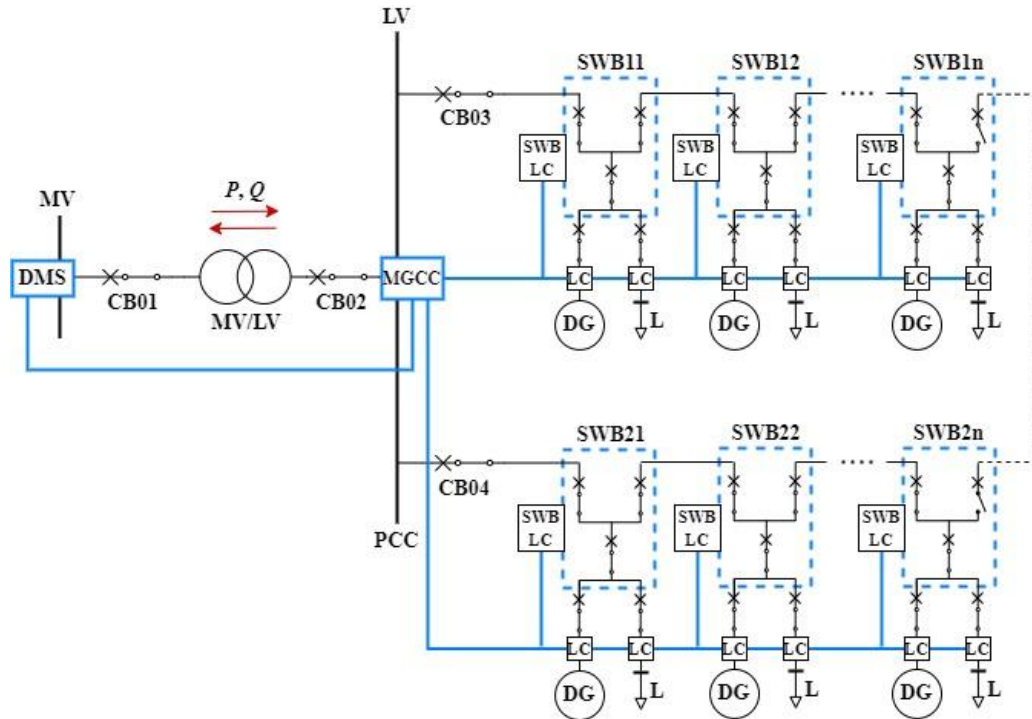 LV
SWB11
SWB12
SWB1n
CB03
SWB
LC
SWB
LC
SWB
LC
P, Q
MV
DMS
CB01
MV/LV
CB02
MGCC
LC
LC
LC
LC
LC
LC
DG
L
DG
L
DG
L
SWB21
SWB22
SWB2n
CB04
SWB
LC
SWB
LC
SWB
LC
PCC
LC
LC
LC
LC
LC
LC
DG
L
DG
L
DG
L